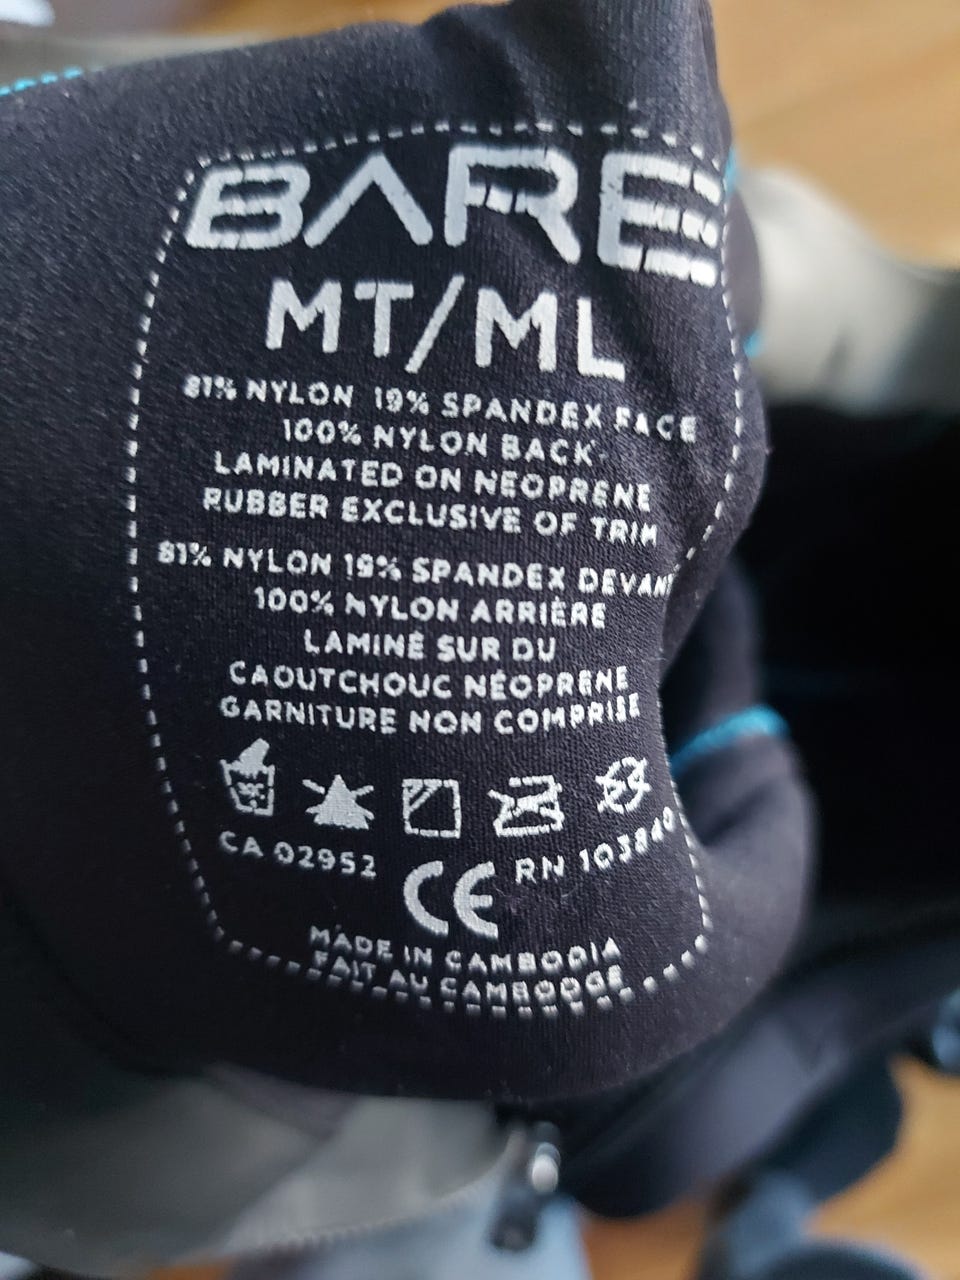 BARE
MT/ML
81% NYLON 19% SPANDEX FACE
100% NYLON BACK
LAMINATED ON NEOPRENE
RUBBER EXCLUSIVE OF TRIM
81% NYLON 19% SPANDEX DEVANT
100% NYLON ARRIÈRE
LAMINÉ SUR DU
CAOUTCHOUC NÉOPRENE
GARNITURE NON COMPRISE
CA 02952
RN 103840
CE
MADE IN CAMBODIA
FAIT AU CAMBODGE